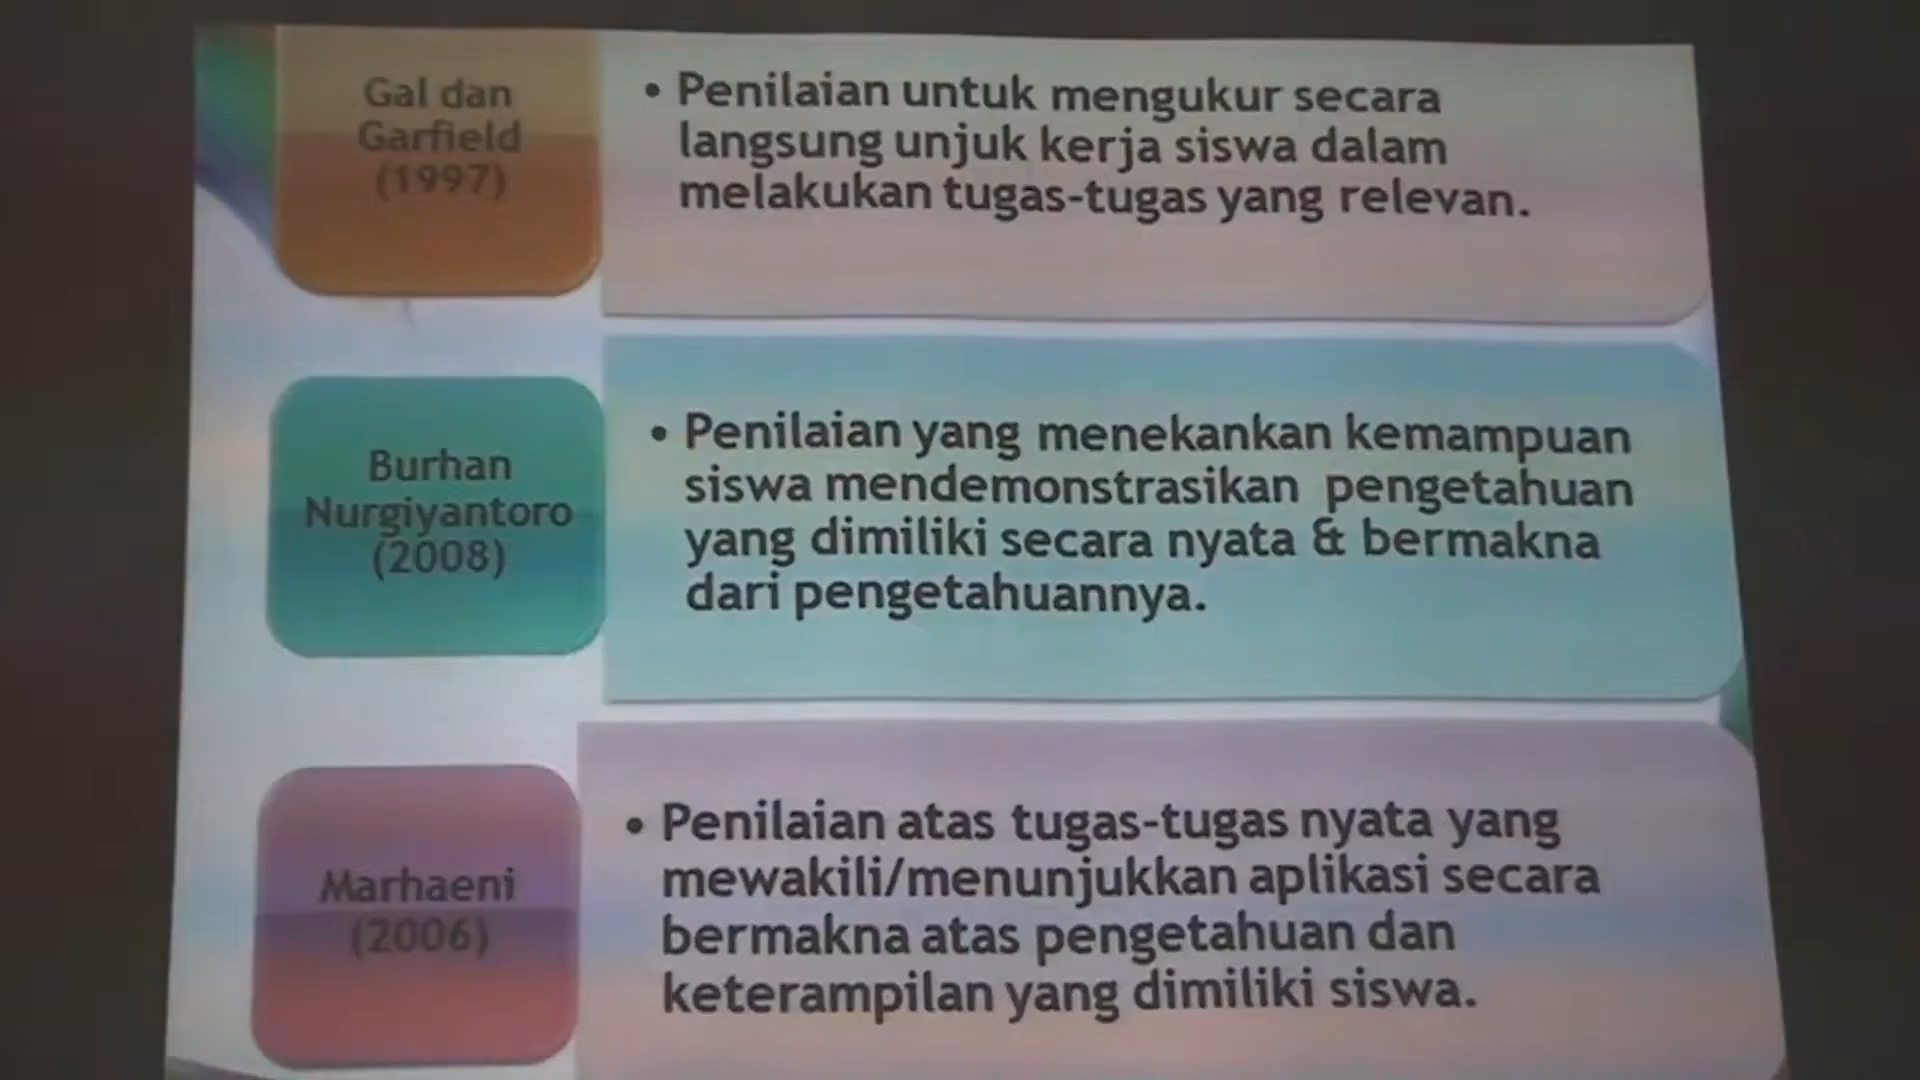 Gal dan
Garfield
(1997)
• Penilaian untuk mengukur secara
langsung unjuk kerja siswa dalam
melakukan tugas-tugas yang relevan.
Burhan
Nurgiyantoro
(2008)
• Penilaian yang menekankan kemampuan
siswa mendemonstrasikan pengetahuan
yang dimiliki secara nyata & bermakna
dari pengetahuannya.
Marhaeni
(2006)
• Penilaian atas tugas-tugas nyata yang
mewakili/menunjukkan aplikasi secara
bermakna atas pengetahuan dan
keterampilan yang dimiliki siswa.